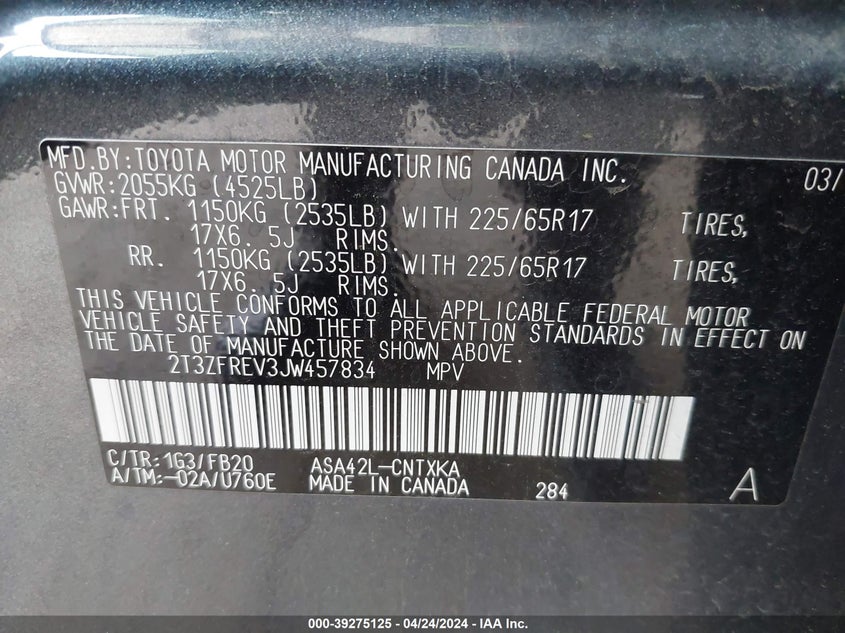 MFD.BY:TOYOTA MOTOR MANUFACTURING CANADA INC. 03/
GVWR:2055KG (4525LB)
GAWR:FRT. 1150KG (2535LB) WITH 225/65R17 TIRES,
17X6. 5J RIMS.
RR. 1150KG (2535LB) WITH 225/65R17 TIRES,
17X6. 5J RIMS.
THIS VEHICLE CONFORMS TO ALL APPLICABLE FEDERAL MOTOR
VEHICLE SAFETY AND THEFT PREVENTION STANDARDS IN EFFECT ON
THE DATE OF MANUFACTURE SHOWN ABOVE.
2T3ZFREV3JW457834 MPV
C/TR:1G3/FB20 ASA42L-CNTXKA
A/TM:-02A/U760E MADE IN CANADA 284 A
000-39275125 - 04/24/2024 - IAA Inc.